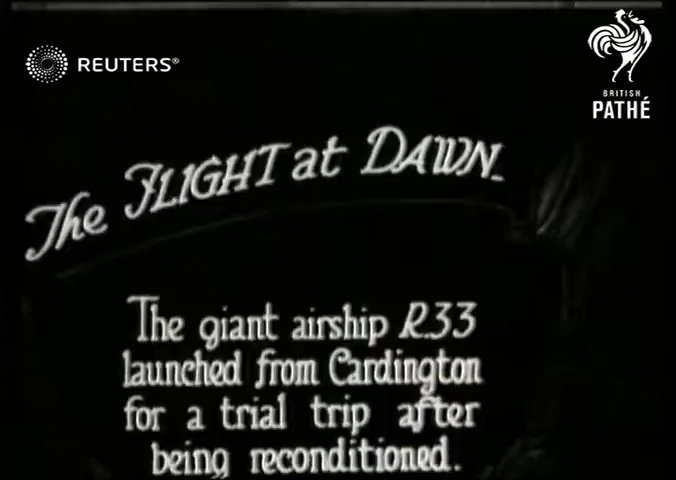 REUTERS®
BRITISH
PATHÉ
The FLIGHT at DAWN_
The giant airship R.33
launched from Cardington
for a trial trip after
being reconditioned.